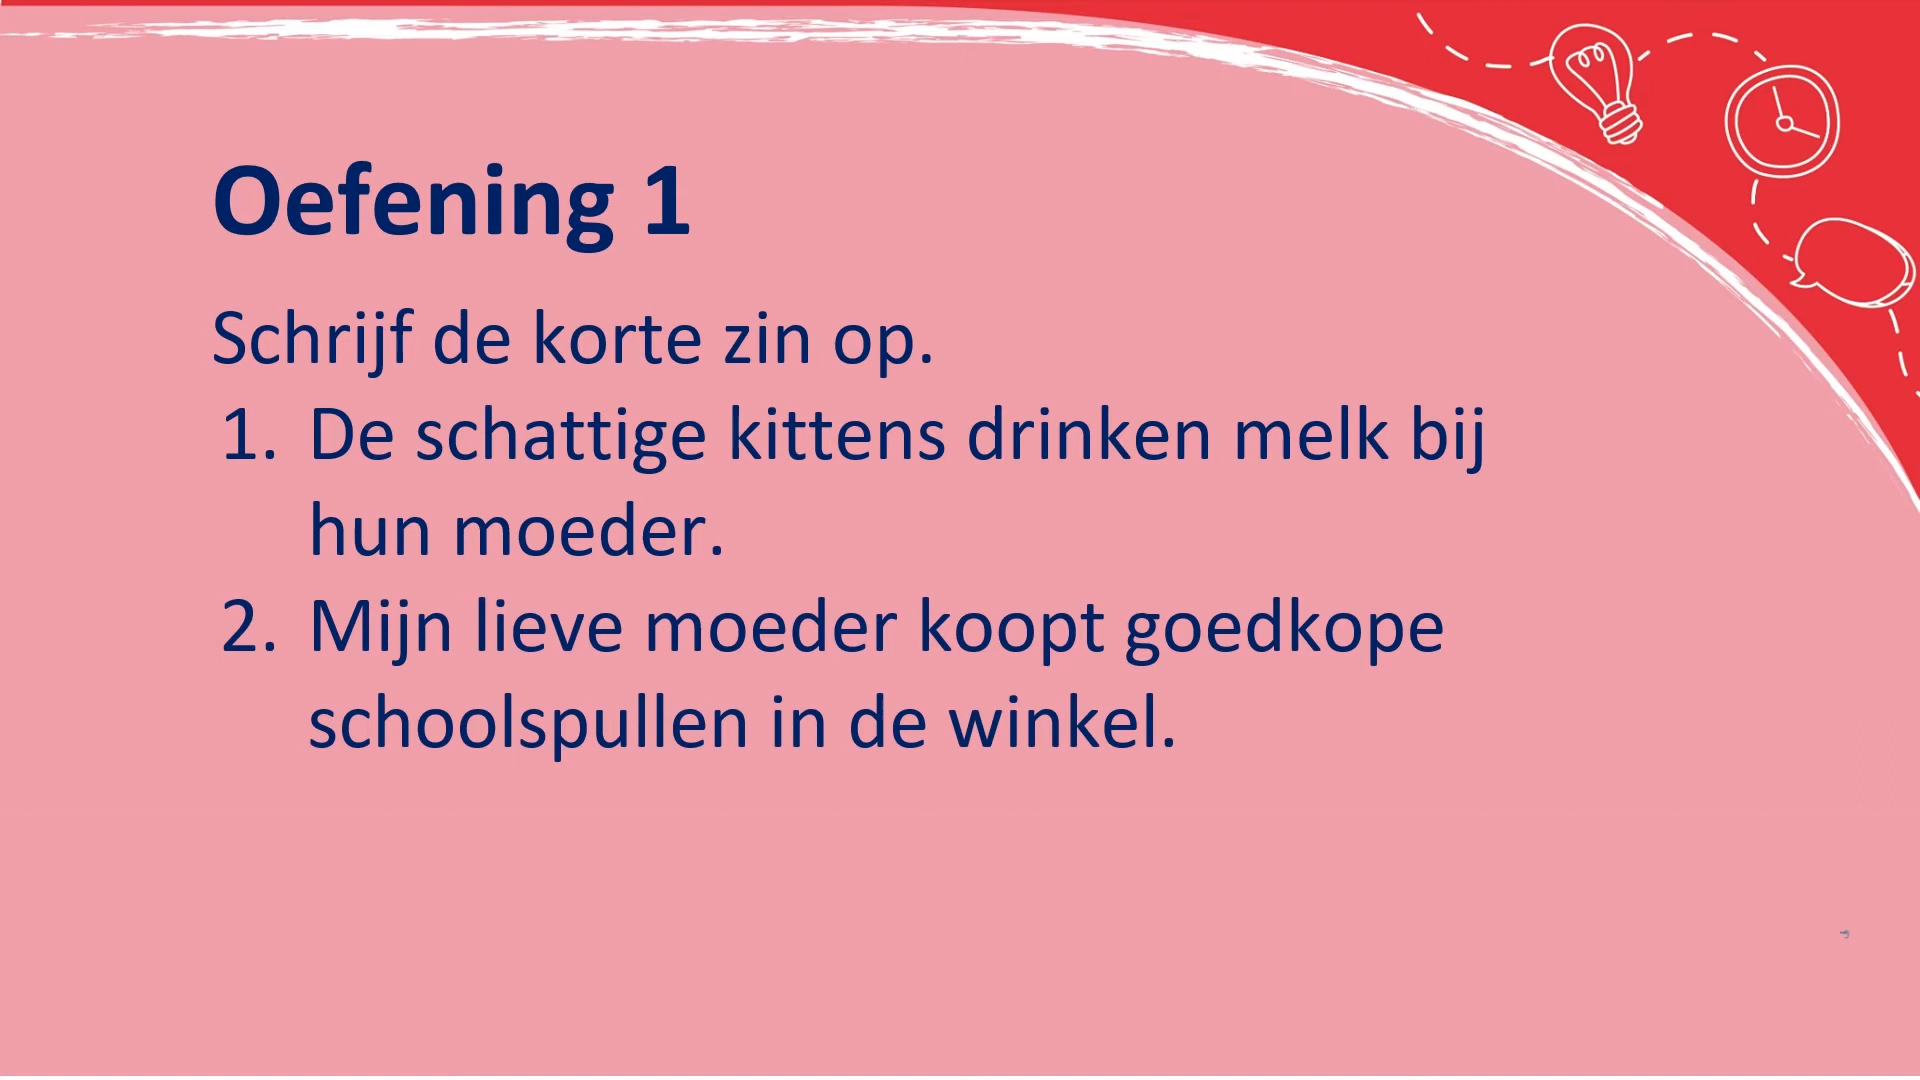 Oefening 1
Schrijf de korte zin op.
1. De schattige kittens drinken melk bij
hun moeder.
2. Mijn lieve moeder koopt goedkope
schoolspullen in de winkel.